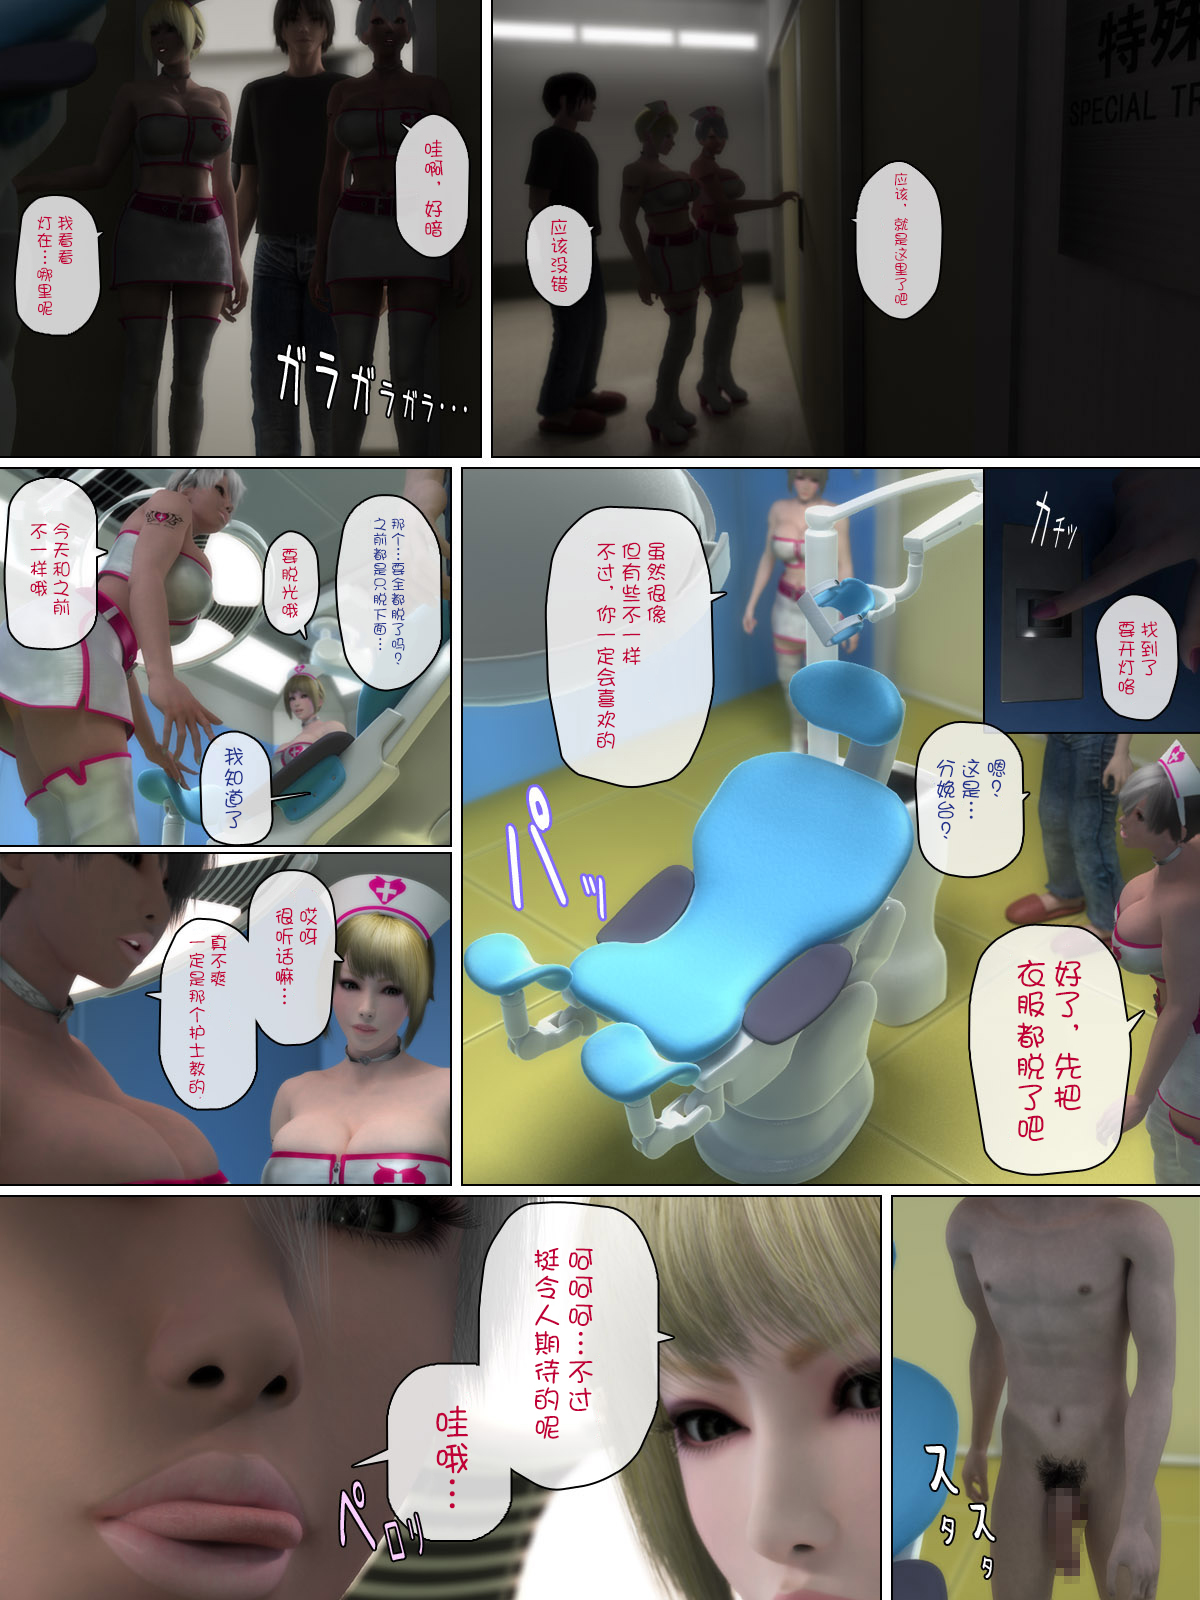 特殊
SPECIAL TR
应该，就是这里了吧
应该没错
哇啊，好暗
我看看
灯在…哪里呢
ガラガラガラ…
カチッ
找到了
要开灯咯
虽然很像
但有些不一样
不过，你一定会喜欢的
パッ
嗯？
这是…
分娩台？
好了，先把
衣服都脱了吧
那个…要全都脱了吗？
之前都是只脱下面…
要脱光哦
今天和之前
不一样哦
我知道了
哎呀
很听话嘛…
真不爽
一定是那个护士教的.
スタ
スタ
呵呵呵…不过
挺令人期待的呢
哇哦…
ペロリ